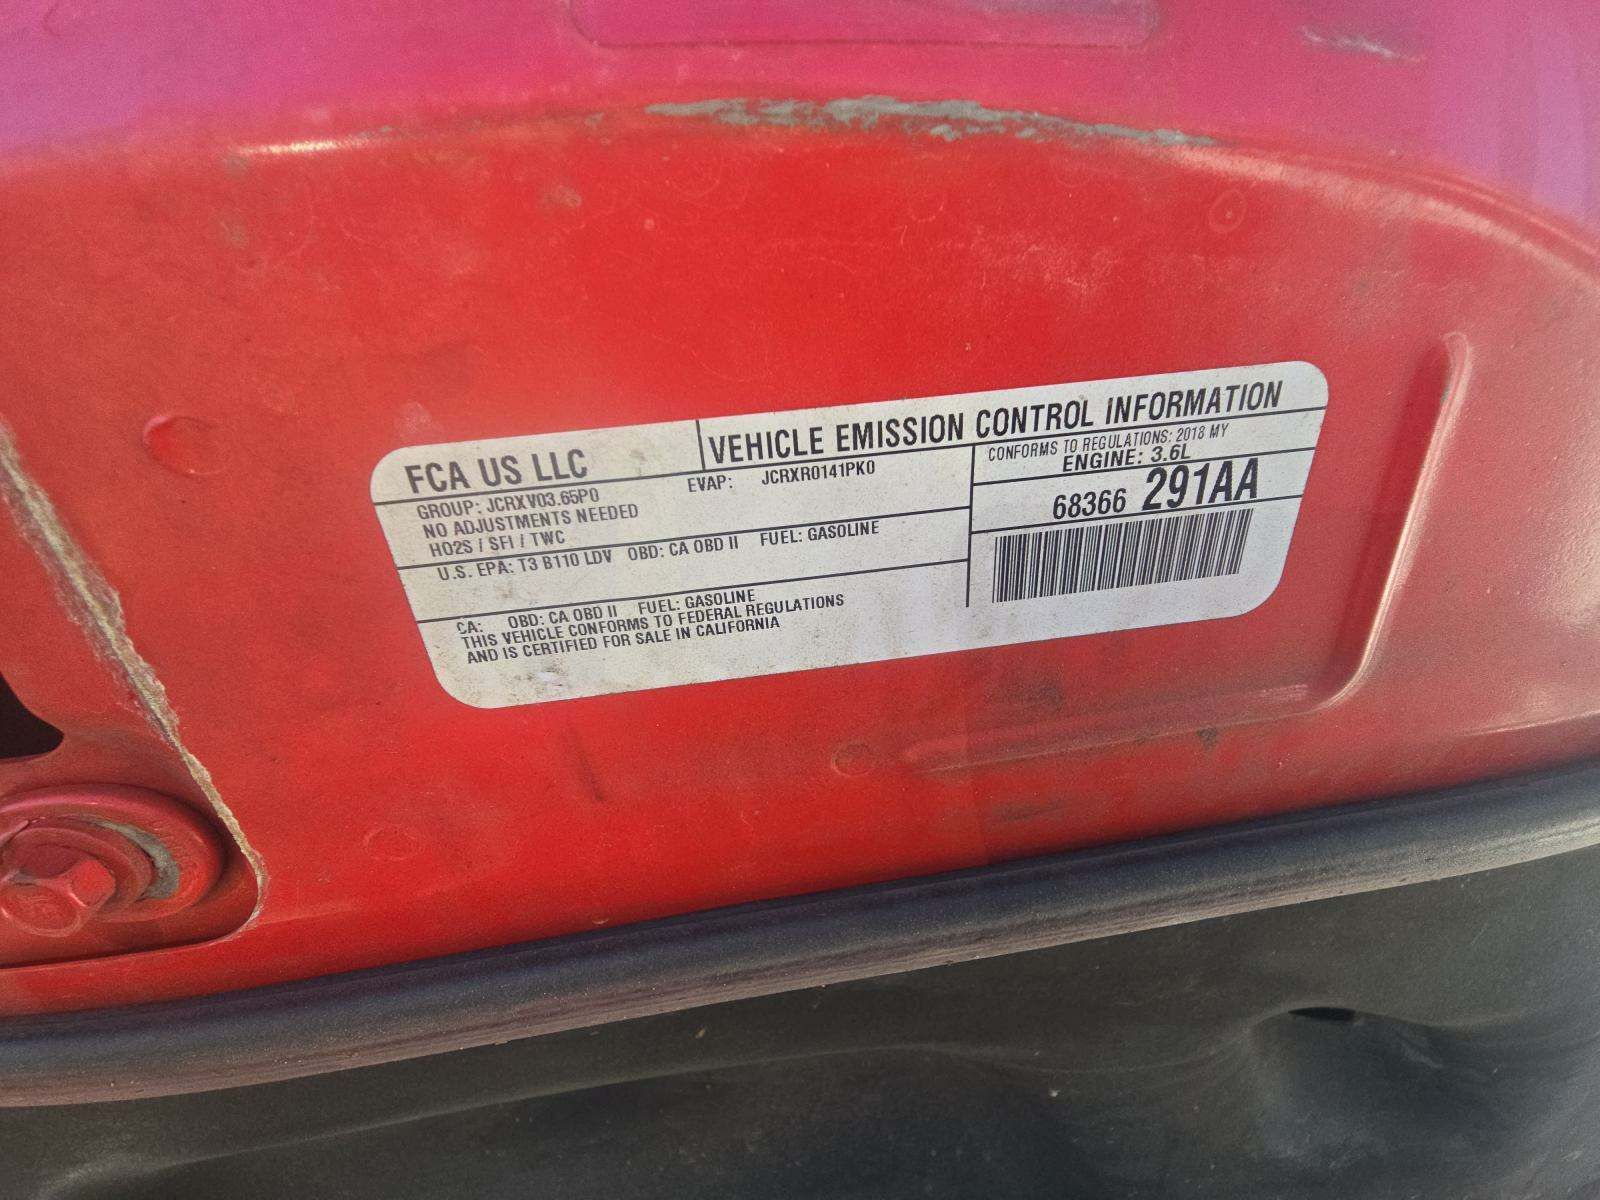 FCA US LLC
VEHICLE EMISSION CONTROL INFORMATION
GROUP: JCRXV03.65P0
EVAP: JCRXR0141PK0
NO ADJUSTMENTS NEEDED
HO2S / SFI / TWC
U.S. EPA: T3 B110 LDV OBD: CA OBD II FUEL: GASOLINE
CA: OBD: CA OBD II FUEL: GASOLINE
THIS VEHICLE CONFORMS TO FEDERAL REGULATIONS
AND IS CERTIFIED FOR SALE IN CALIFORNIA
CONFORMS TO REGULATIONS: 2018 MY
ENGINE: 3.6L
68366 291AA